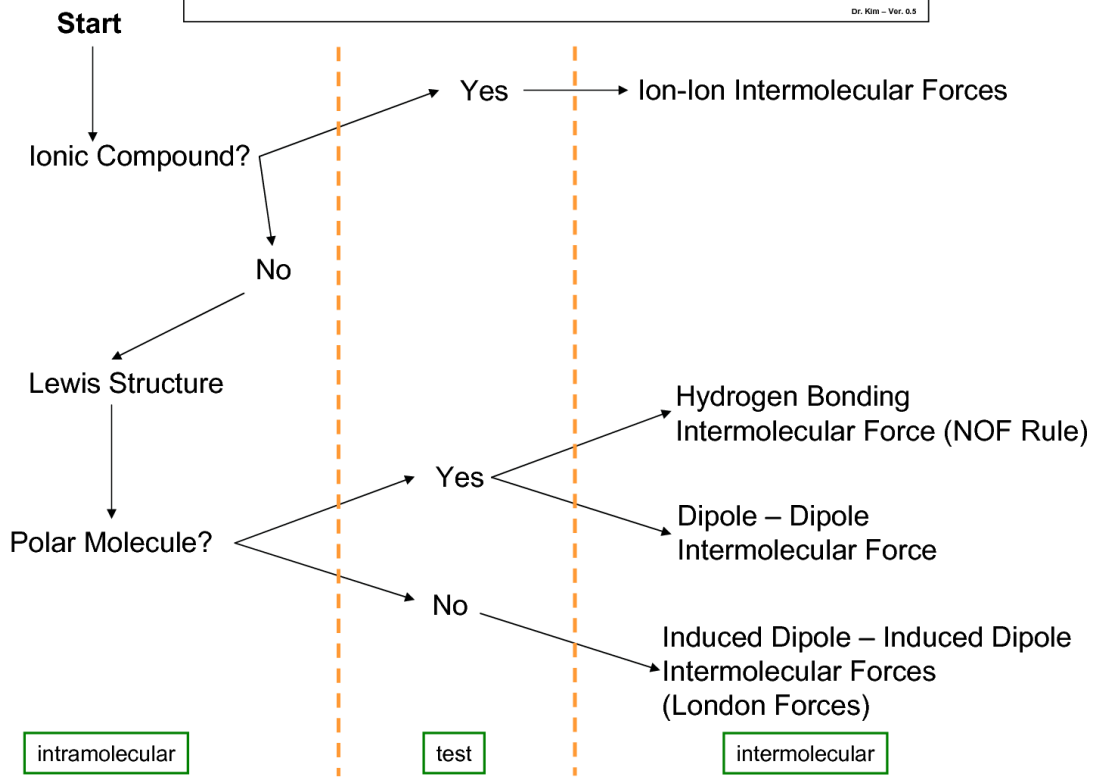 Dr. Kim – Ver. 0.5
Start
Yes
Ion-Ion Intermolecular Forces
Ionic Compound?
No
Lewis Structure
Hydrogen Bonding
Intermolecular Force (NOF Rule)
Yes
Dipole – Dipole
Intermolecular Force
Polar Molecule?
No
Induced Dipole – Induced Dipole
Intermolecular Forces
(London Forces)
intramolecular
test
intermolecular